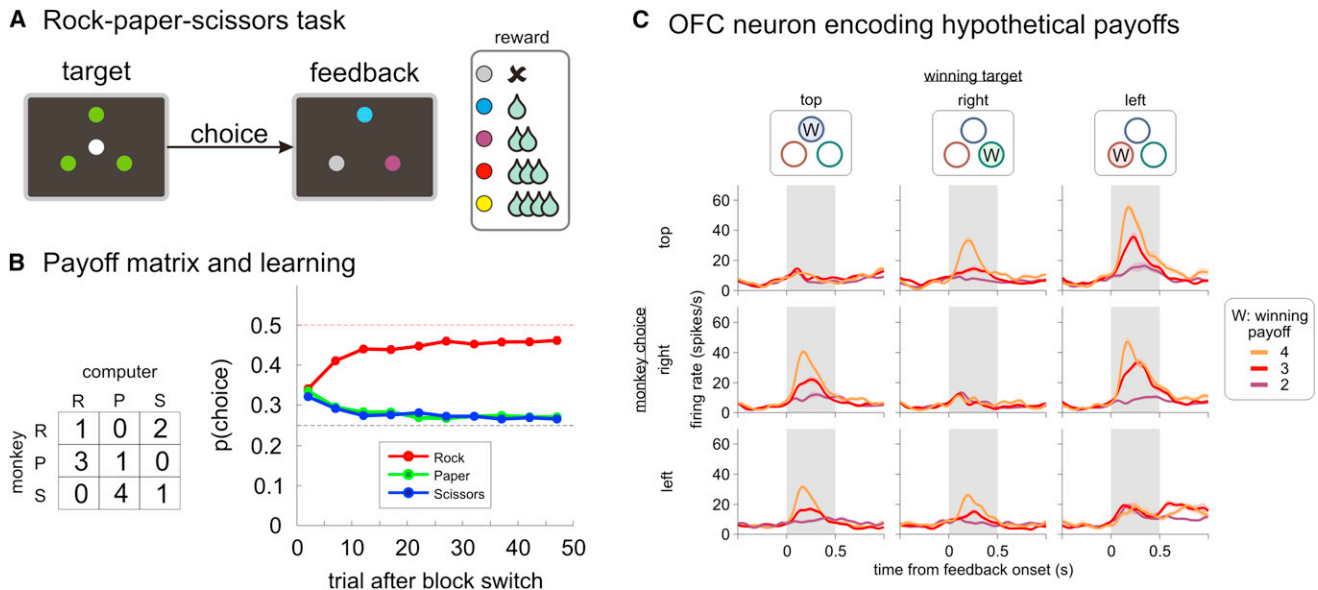 A Rock-paper-scissors task
target
choice
feedback
reward
B Payoff matrix and learning
computer
R P S
monkey
R 1 0 2
P 3 1 0
S 0 4 1
p(choice)
0.5
0.4
0.3
0.2
0.1
0
Rock
Paper
Scissors
0 10 20 30 40 50
trial after block switch
C OFC neuron encoding hypothetical payoffs
winning target
top right left
W W W
monkey choice
firing rate (spikes/s)
top
60
40
20
0
right
60
40
20
0
left
60
40
20
0
0 0.5 0 0.5 0 0.5
time from feedback onset (s)
W: winning
payoff
4
3
2